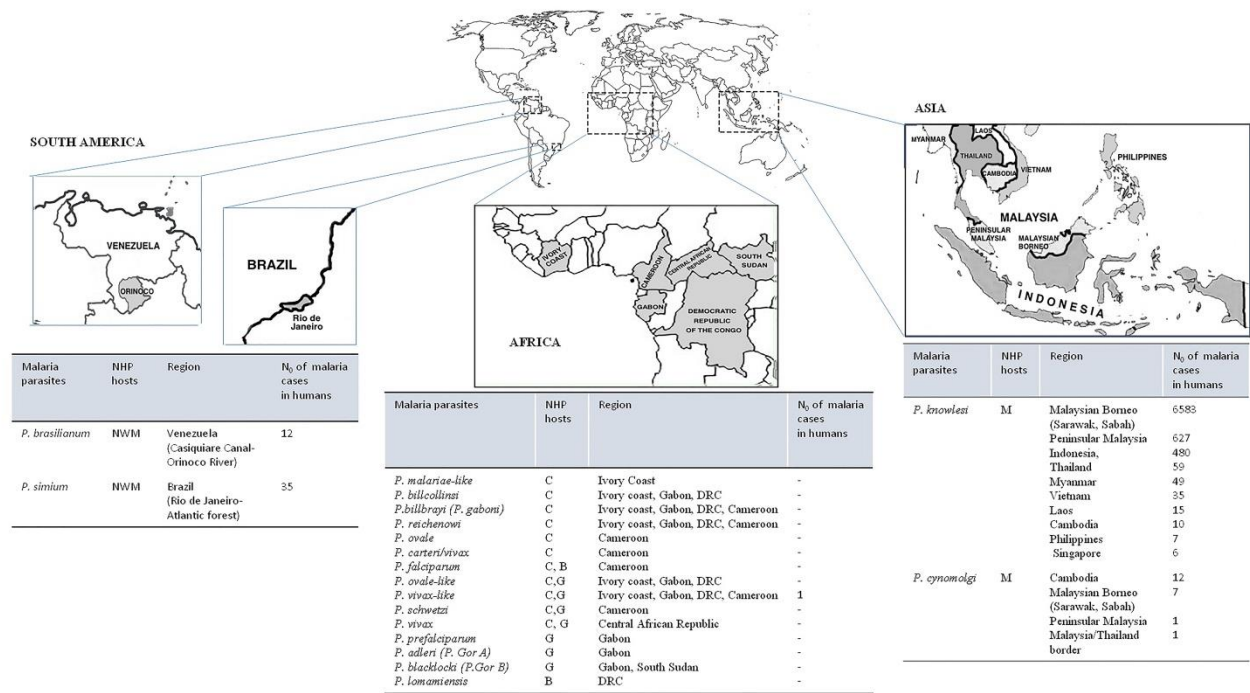 SOUTH AMERICA
VENEZUELA
ORINOCO
BRAZIL
Rio de
Janeiro
Malaria
parasites
NHP
hosts
Region
N₀ of malaria
cases
in humans
P. brasilianum NWM Venezuela 12
(Casiquiare Canal-
Orinoco River)
P. simium NWM Brazil 35
(Rio de Janeiro-
Atlantic forest)
IVORY
COAST
CAMEROON
CENTRAL AFRICAN
REPUBLIC
SOUTH
SUDAN
GABON
DEMOCRATIC
REPUBLIC
OF THE CONGO
AFRICA
Malaria parasites
NHP
hosts
Region
N₀ of malaria
cases
in humans
P. malariae-like C Ivory Coast -
P. billcollinsi C Ivory coast, Gabon, DRC -
P.billbrayi (P. gaboni) C Ivory coast, Gabon, DRC, Cameroon -
P. reichenowi C Ivory coast, Gabon, DRC, Cameroon -
P. ovale C Cameroon -
P. carteri/vivax C Cameroon -
P. falciparum C, B Cameroon -
P. ovale-like C,G Ivory coast, Gabon, DRC -
P. vivax-like C,G Ivory coast, Gabon, DRC, Cameroon 1
P. schwetzi C,G Cameroon -
P. vivax C, G Central African Republic -
P. prefalciparum G Gabon -
P. adleri (P. Gor A) G Gabon -
P. blacklocki (P.Gor B) G Gabon, South Sudan -
P. lomamiensis B DRC -
ASIA
MYANMAR
LAOS
THAILAND
CAMBODIA
VIETNAM
PHILIPPINES
MALAYSIA
PENINSULAR
MALAYSIA
MALAYSIAN
BORNEO
INDONESIA
Malaria
parasites
NHP
hosts
Region
N₀ of malaria
cases
in humans
P. knowlesi M Malaysian Borneo 6583
(Sarawak, Sabah)
Peninsular Malaysia 627
Indonesia, 480
Thailand 59
Myanmar 49
Vietnam 35
Laos 15
Cambodia 10
Philippines 7
Singapore 6
P. cynomolgi M Cambodia 12
Malaysian Borneo 7
(Sarawak, Sabah)
Peninsular Malaysia 1
Malaysia/Thailand 1
border